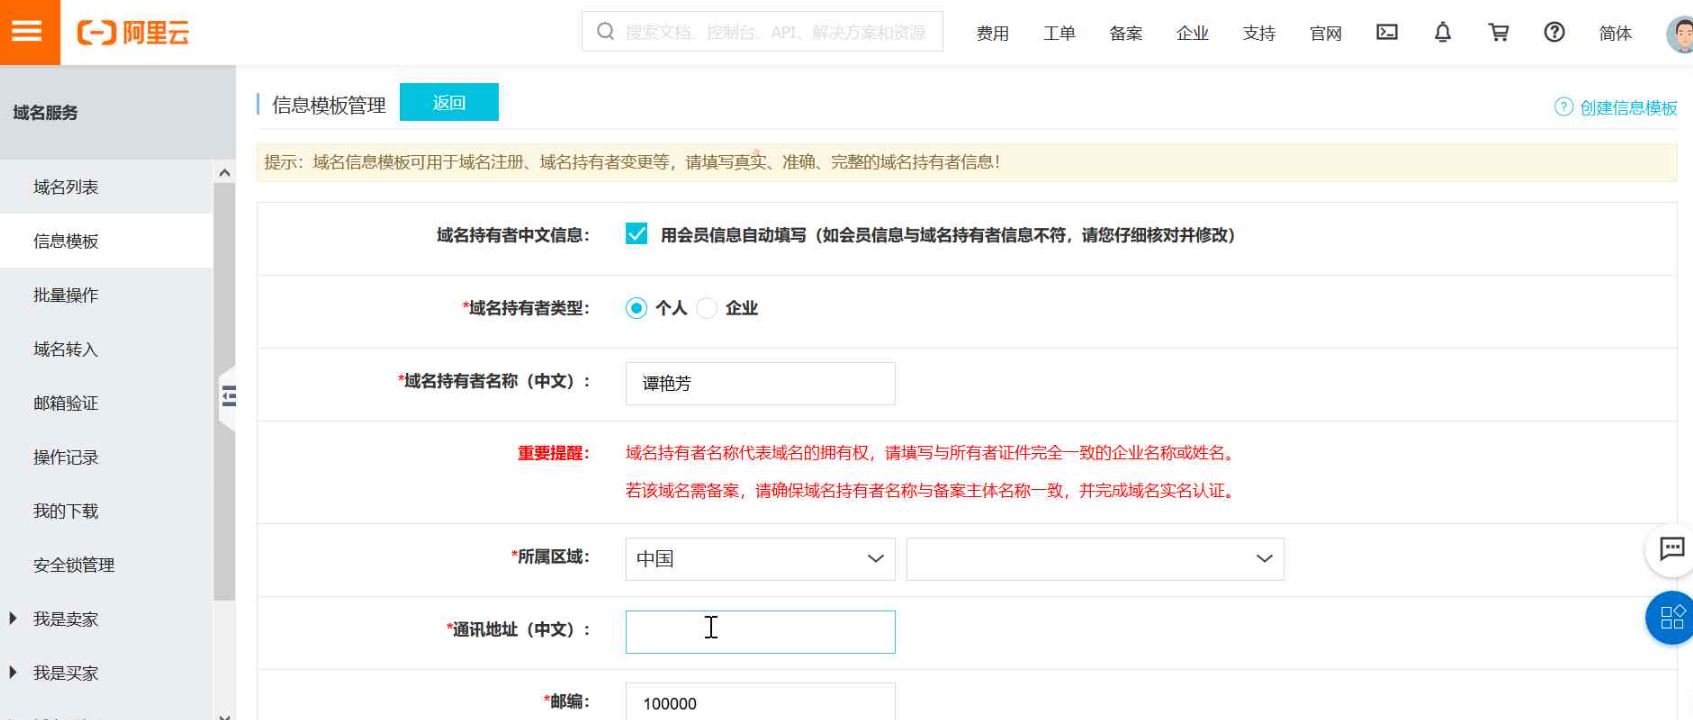 阿里云
搜索文档、控制台、API、解决方案和资源
费用 工单 备案 企业 支持 官网 简体
域名服务
信息模板管理 返回
创建信息模板
提示：域名信息模板可用于域名注册、域名持有者变更等，请填写真实、准确、完整的域名持有者信息！
域名列表
信息模板
批量操作
域名转入
邮箱验证
操作记录
我的下载
安全锁管理
我是卖家
我是买家
域名持有者中文信息： 用会员信息自动填写（如会员信息与域名持有者信息不符，请您仔细核对并修改）
*域名持有者类型： 个人 企业
*域名持有者名称（中文）： 谭艳芳
重要提醒： 域名持有者名称代表域名的拥有权，请填写与所有者证件完全一致的企业名称或姓名。
若该域名需备案，请确保域名持有者名称与备案主体名称一致，并完成域名实名认证。
*所属区域： 中国
*通讯地址（中文）：
*邮编： 100000